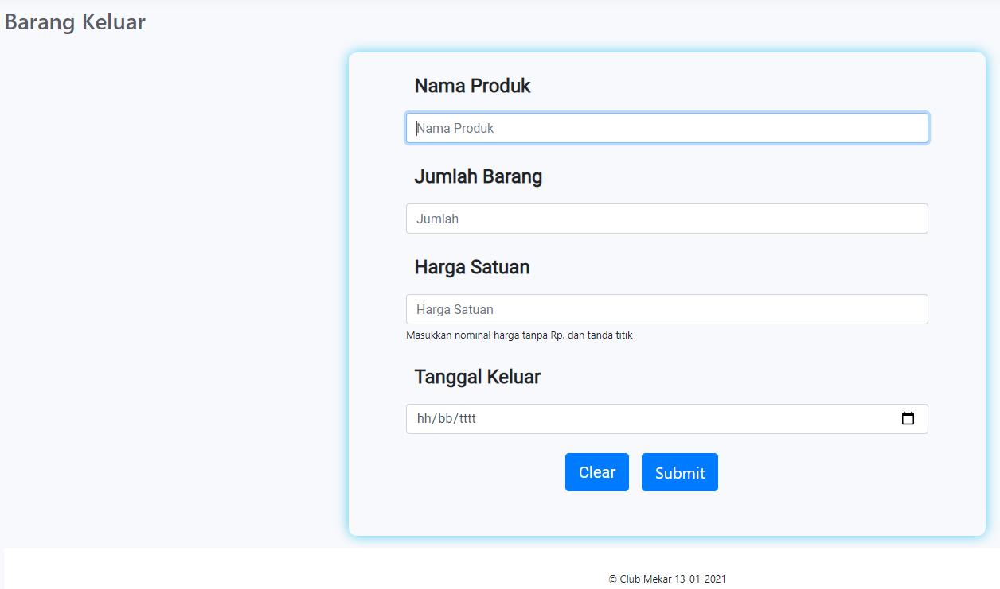 Barang Keluar
Nama Produk
Nama Produk
Jumlah Barang
Jumlah
Harga Satuan
Harga Satuan
Masukkan nominal harga tanpa Rp. dan tanda titik
Tanggal Keluar
hh/bb/tttt
Clear Submit
© Club Mekar 13-01-2021